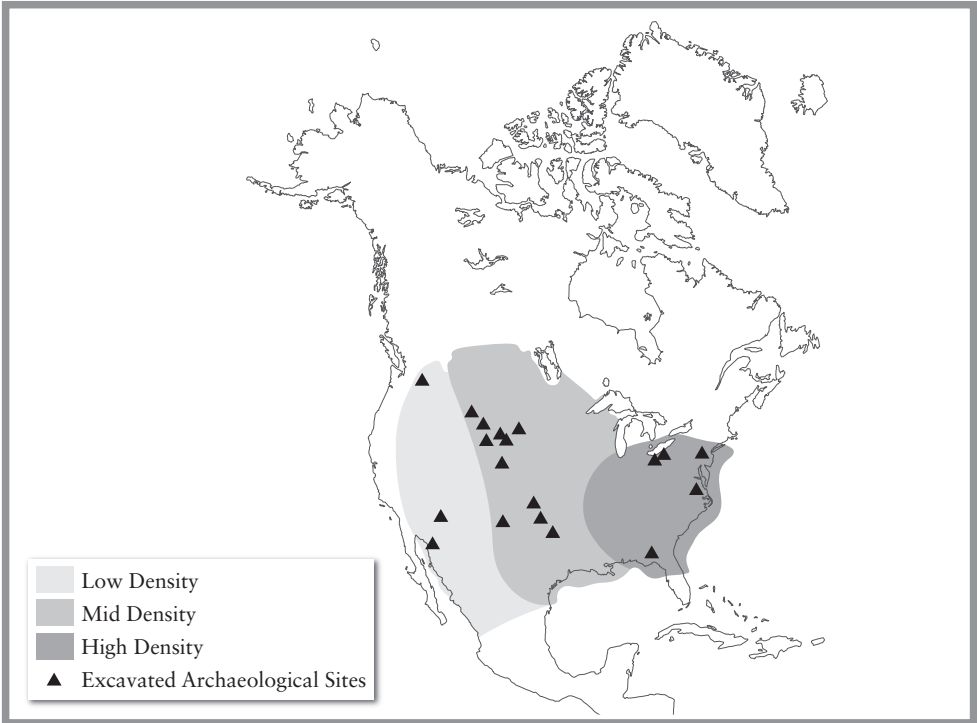 Low Density
Mid Density
High Density
Excavated Archaeological Sites